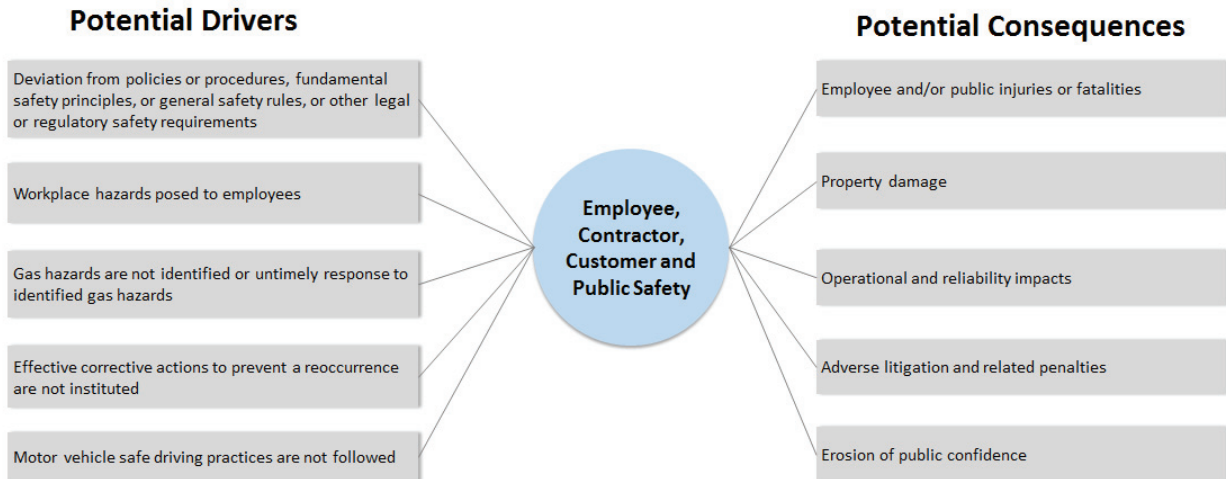 Potential Drivers
Deviation from policies or procedures, fundamental
safety principles, or general safety rules, or other legal
or regulatory safety requirements
Workplace hazards posed to employees
Gas hazards are not identified or untimely response to
identified gas hazards
Effective corrective actions to prevent a reoccurrence
are not instituted
Motor vehicle safe driving practices are not followed
Employee,
Contractor,
Customer and
Public Safety
Potential Consequences
Employee and/or public injuries or fatalities
Property damage
Operational and reliability impacts
Adverse litigation and related penalties
Erosion of public confidence